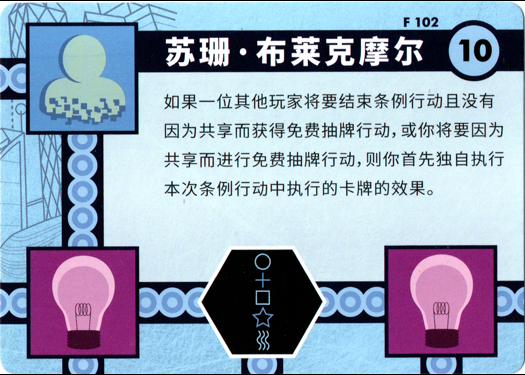 F 102
苏珊·布莱克摩尔
10
如果一位其他玩家将要结束条例行动且没有
因为共享而获得免费抽牌行动，或你将要因为
共享而进行免费抽牌行动，则你首先独自执行
本次条例行动中执行的卡牌的效果。